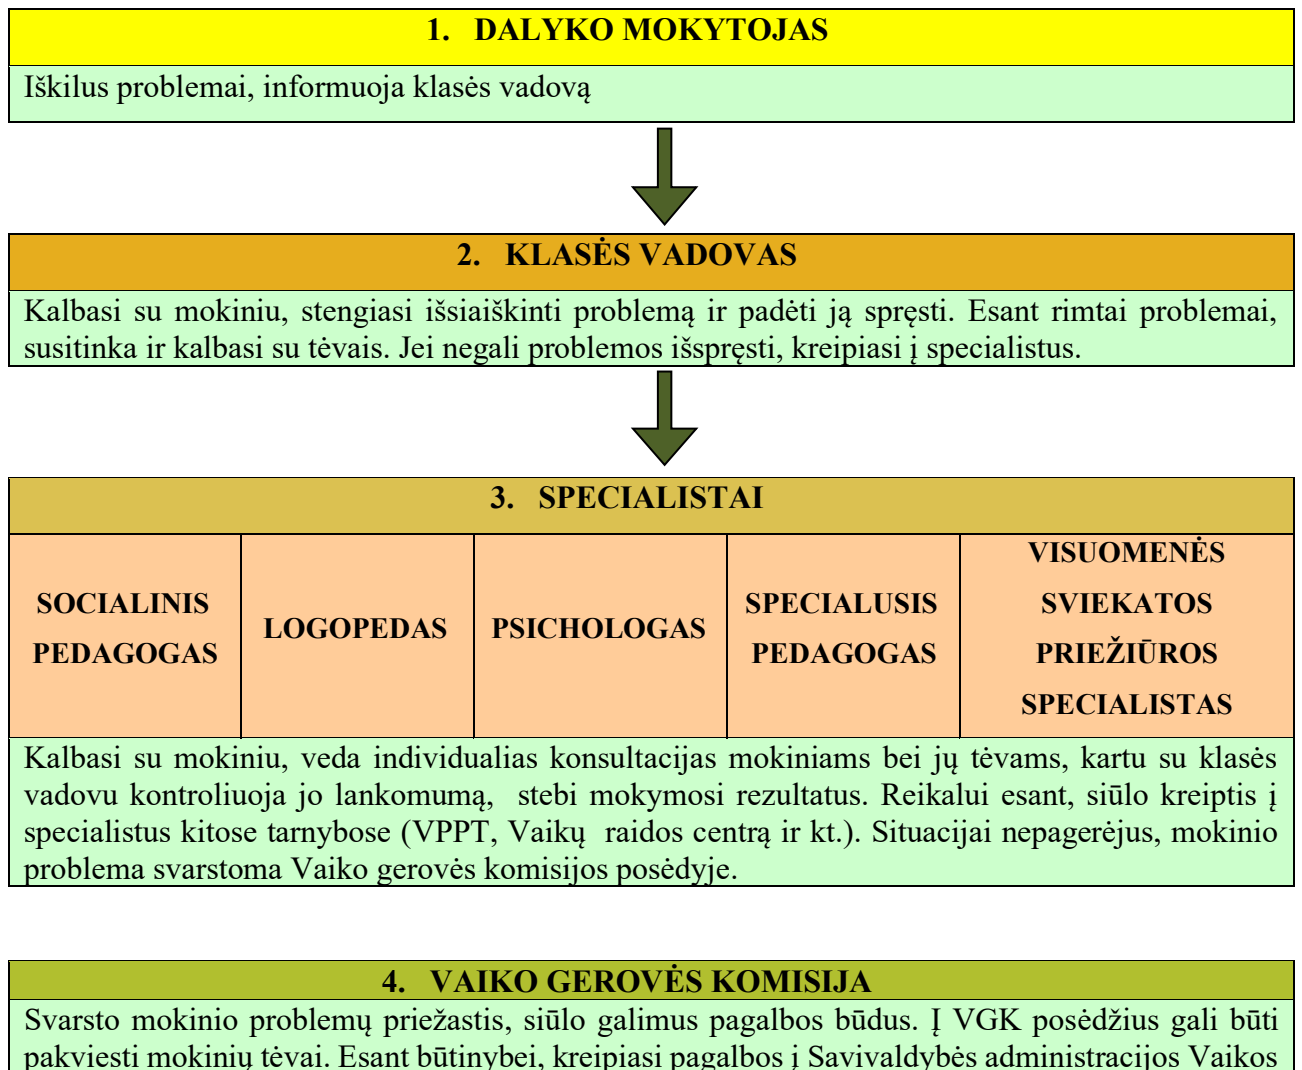 1. DALYKO MOKYTOJAS
Iškilus problemai, informuoja klasės vadovą
2. KLASĖS VADOVAS
Kalbasi su mokiniu, stengiasi išsiaiškinti problemą ir padėti ją spręsti. Esant rimtai problemai,
susitinka ir kalbasi su tėvais. Jei negali problemos išspręsti, kreipiasi į specialistus.
3. SPECIALISTAI
SOCIALINIS
PEDAGOGAS
LOGOPEDAS
PSICHOLOGAS
SPECIALUSIS
PEDAGOGAS
VISUOMENĖS
SVIEKATOS
PRIEŽIŪROS
SPECIALISTAS
Kalbasi su mokiniu, veda individualias konsultacijas mokiniams bei jų tėvams, kartu su klasės
vadovu kontroliuoja jo lankomumą, stebi mokymosi rezultatus. Reikalui esant, siūlo kreiptis į
specialistus kitose tarnybose (VPPT, Vaikų raidos centrą ir kt.). Situacijai nepagerėjus, mokinio
problema svarstoma Vaiko gerovės komisijos posėdyje.
4. VAIKO GEROVĖS KOMISIJA
Svarsto mokinio problemų priežastis, siūlo galimus pagalbos būdus. Į VGK posėdžius gali būti
pakviesti mokinių tėvai. Esant būtinybei, kreipiasi pagalbos į Savivaldybės administracijos Vaikos